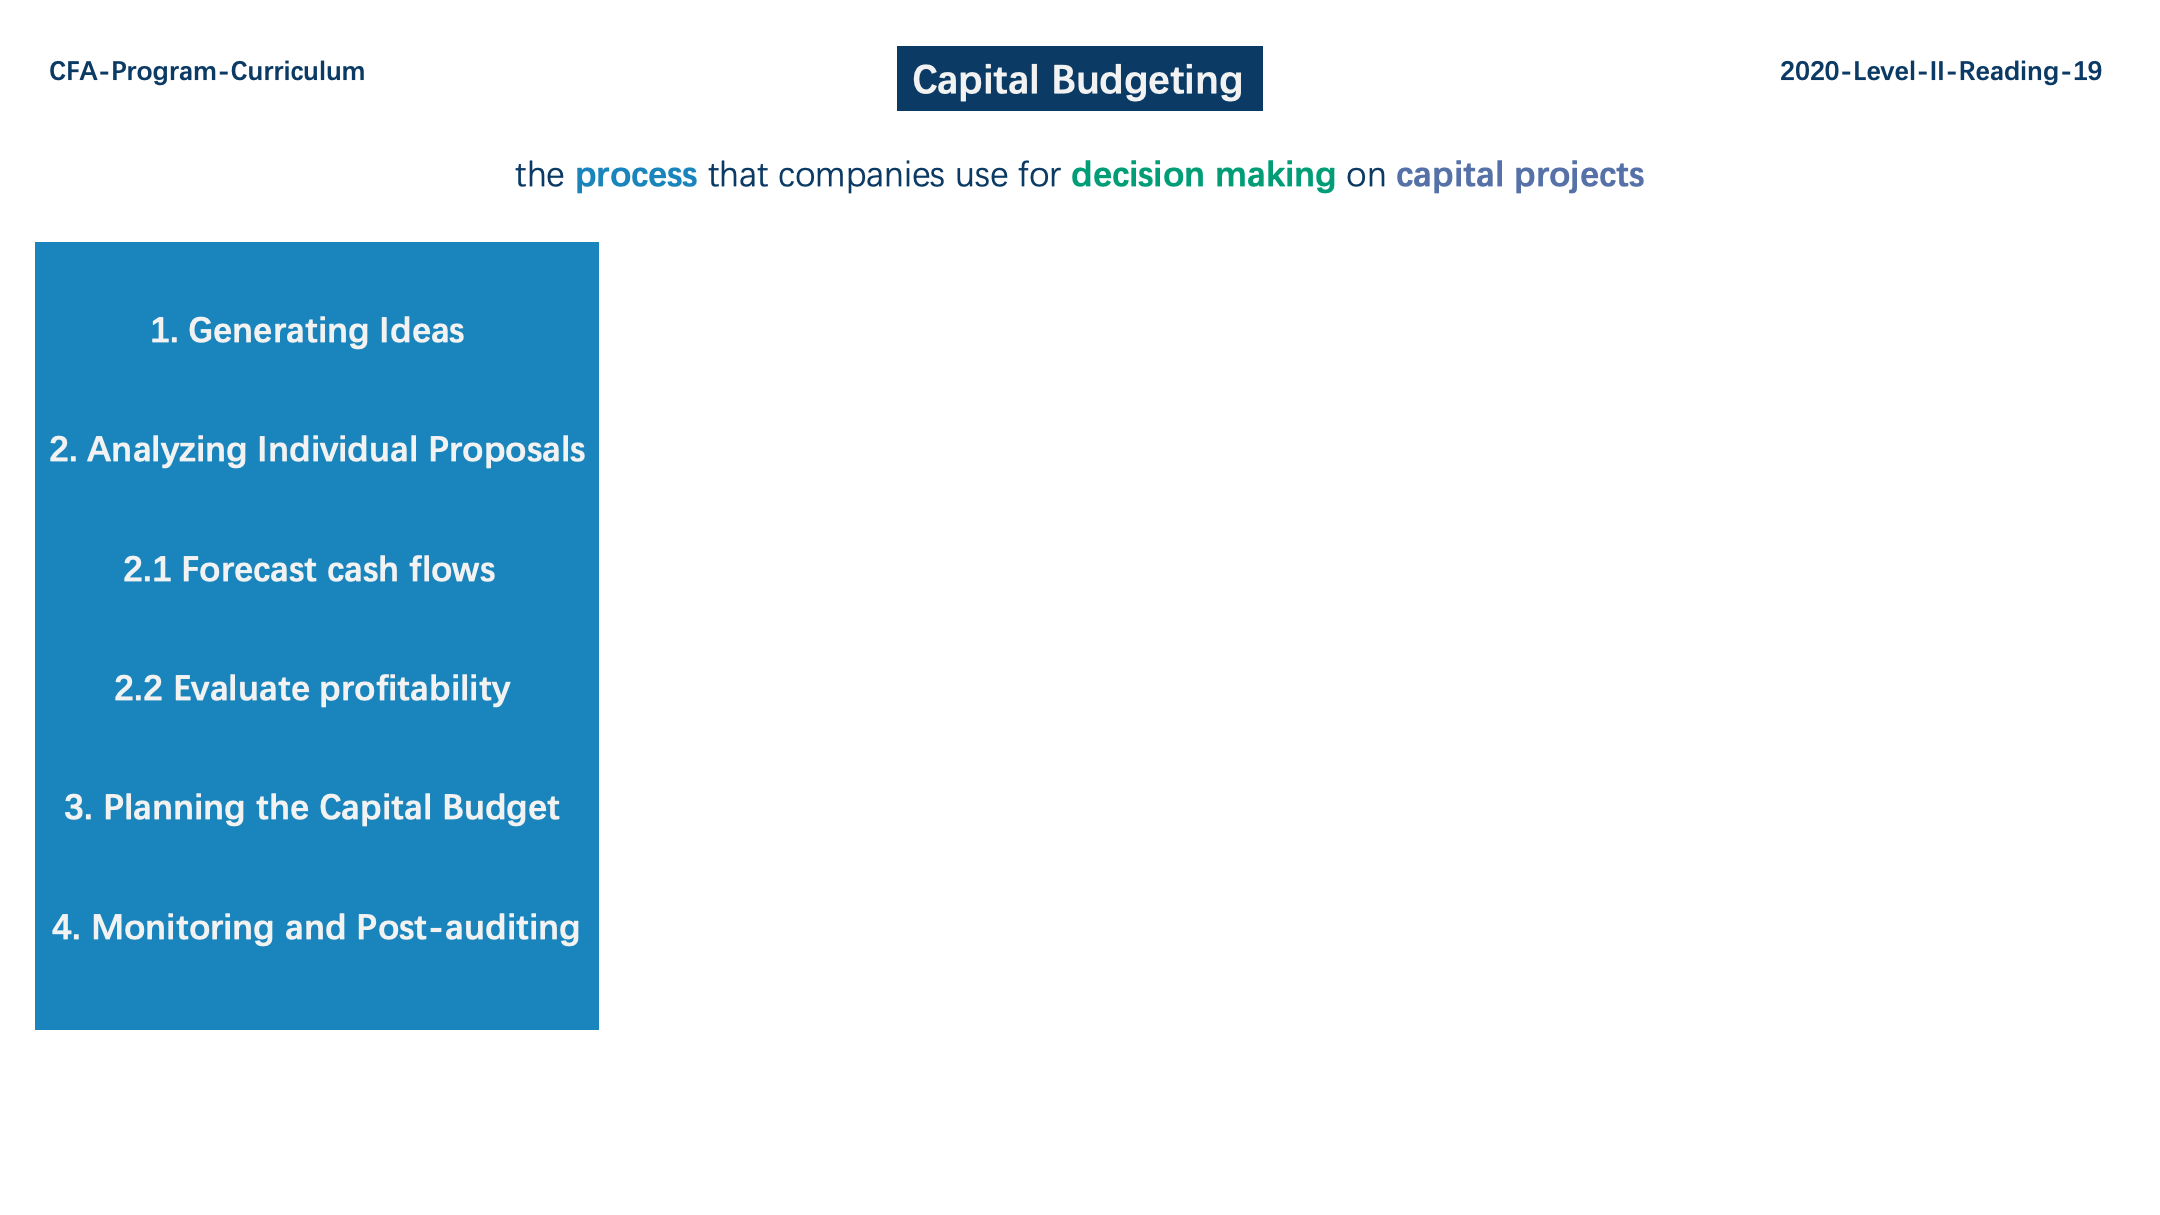 CFA-Program-Curriculum
Capital Budgeting
2020-Level-II-Reading-19
the process that companies use for decision making on capital projects
1. Generating Ideas
2. Analyzing Individual Proposals
2.1 Forecast cash flows
2.2 Evaluate profitability
3. Planning the Capital Budget
4. Monitoring and Post-auditing